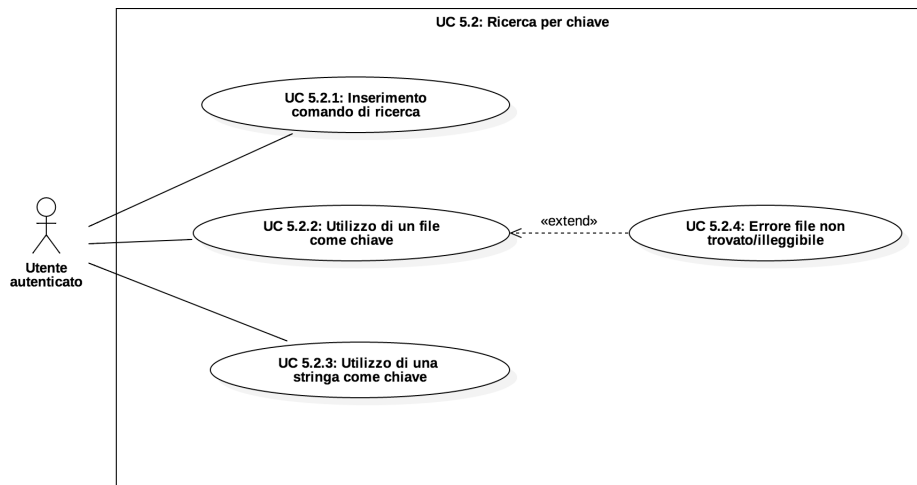 UC 5.2: Ricerca per chiave
UC 5.2.1: Inserimento
comando di ricerca
UC 5.2.2: Utilizzo di un file
come chiave
«extend»
UC 5.2.4: Errore file non
trovato/illeggibile
Utente
autenticato
UC 5.2.3: Utilizzo di una
stringa come chiave